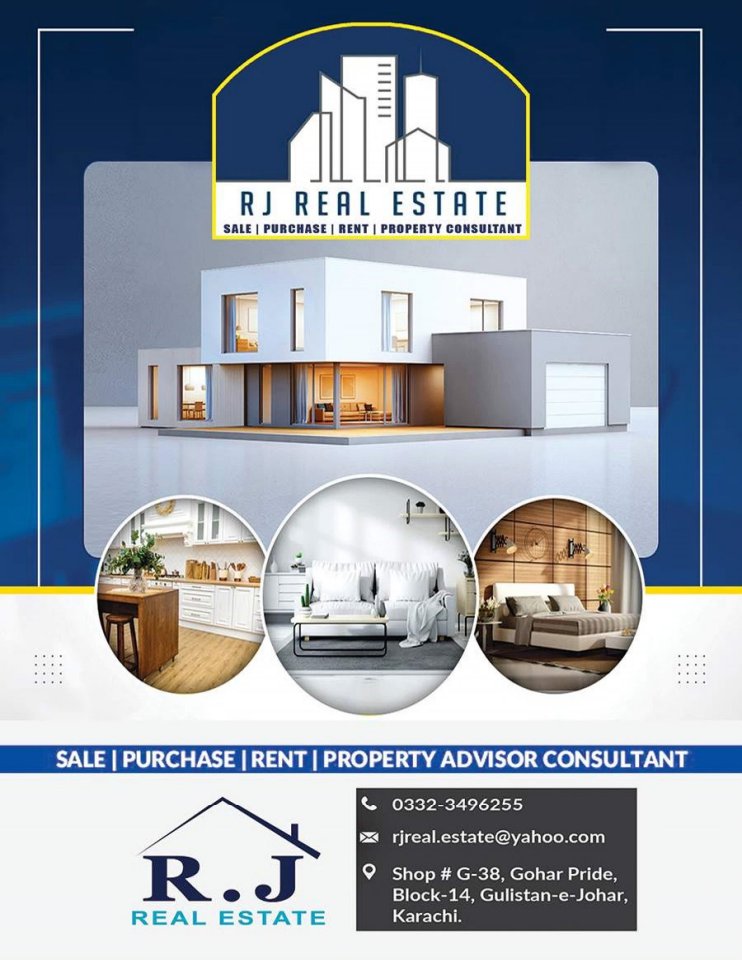 RJ REAL ESTATE
SALE | PURCHASE | RENT | PROPERTY CONSULTANT
SALE | PURCHASE | RENT | PROPERTY ADVISOR CONSULTANT
R.J
REAL ESTATE
0332-3496255
rjreal.estate@yahoo.com
Shop # G-38, Gohar Pride,
Block-14, Gulistan-e-Johar,
Karachi.